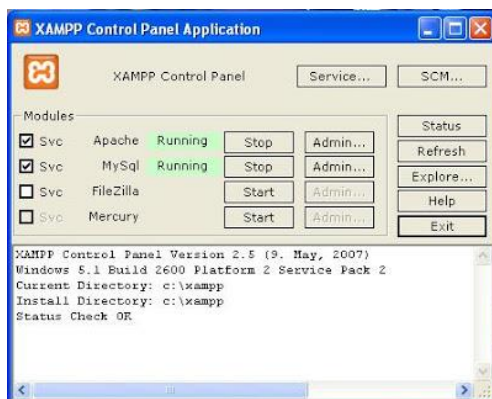 XAMPP Control Panel Application
XAMPP Control Panel Service... SCM...
Modules
Svc Apache Running Stop Admin...
Svc MySql Running Stop Admin...
Svc FileZilla Start Admin...
Svc Mercury Start Admin...
Status
Refresh
Explore...
Help
Exit
XAMPP Control Panel Version 2.5 (9. May, 2007)
Windows 5.1 Build 2600 Platform 2 Service Pack 2
Current Directory: c:\xampp
Install Directory: c:\xampp
Status Check OK